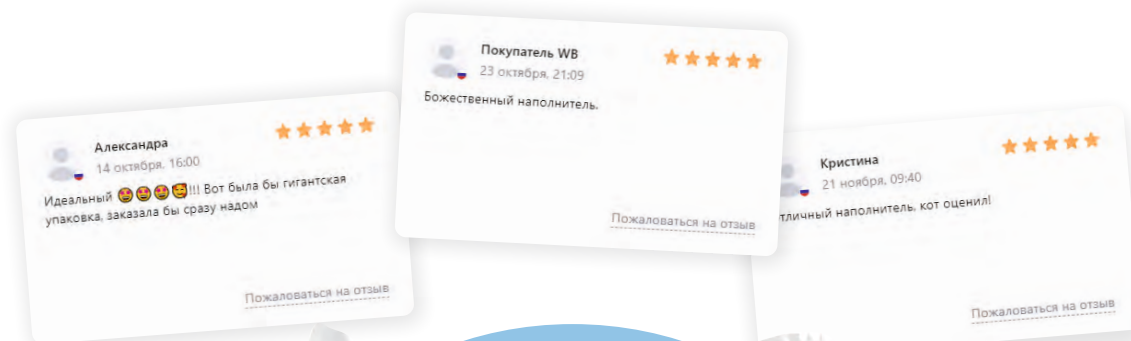 Александра
14 октября, 16:00
Идеальный 🤩🤩🤩🥰!!! Вот была бы гигантская
упаковка, заказала бы сразу надом
Пожаловаться на отзыв
Покупатель WB
23 октября, 21:09
Божественный наполнитель.
Пожаловаться на отзыв
Кристина
21 ноября, 09:40
тличный наполнитель, кот оценил!
Пожаловаться на отзыв